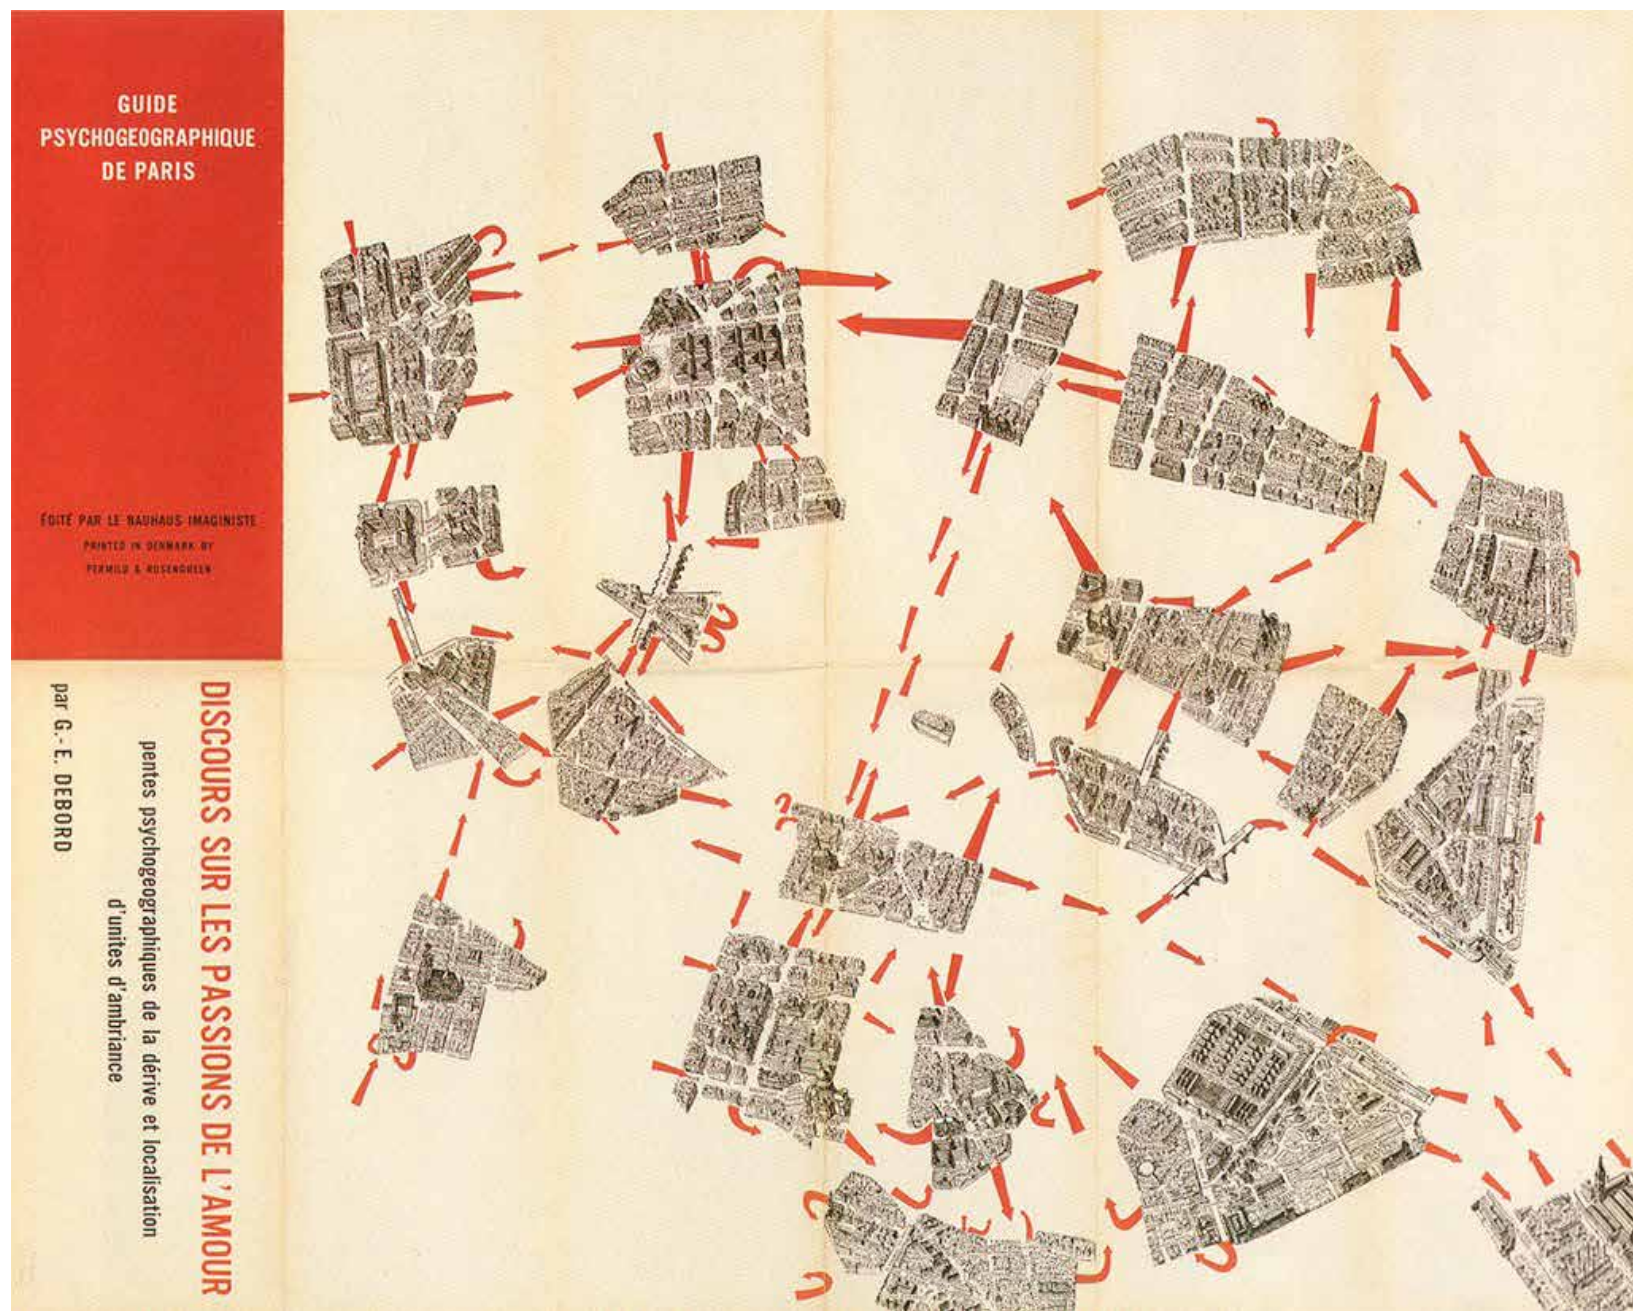 GUIDE
PSYCHOGEOGRAPHIQUE
DE PARIS
ÉDITÉ PAR LE BAUHAUS IMAGINISTE
PRINTED IN DENMARK BY
PERMILD & ROSENGREEN
DISCOURS SUR LES PASSIONS DE L'AMOUR
pentes psychogeographiques de la dérive et localisation
d'unites d'ambriance
par G.-E. DEBORD